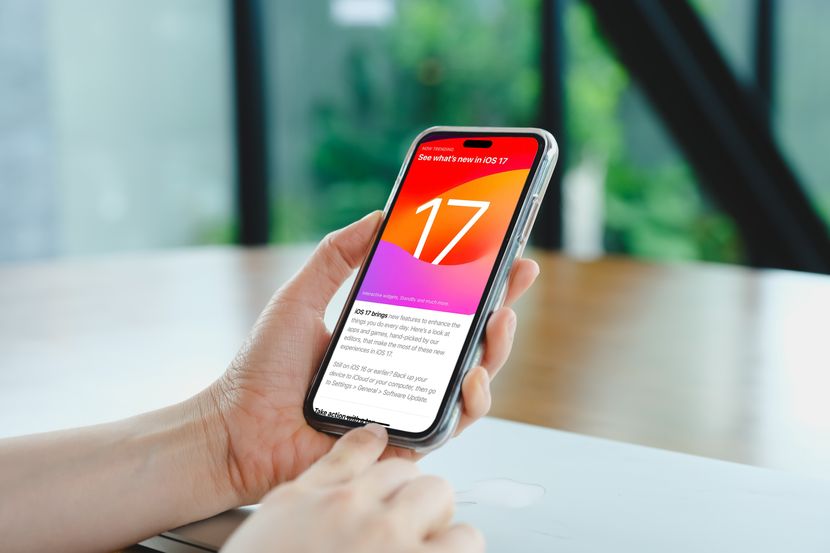 NOW TRENDING
See what's new in iOS 17
17
Interactive widgets, StandBy and much more.
iOS 17 brings new features to enhance the
things you do every day. Here's a look at
apps and games, hand-picked by our
editors, that make the most of these new
experiences in iOS 17.
Still on iOS 16 or earlier? Back up your
device to iCloud or your computer, then go
to Settings > General > Software Update.
Take action with a